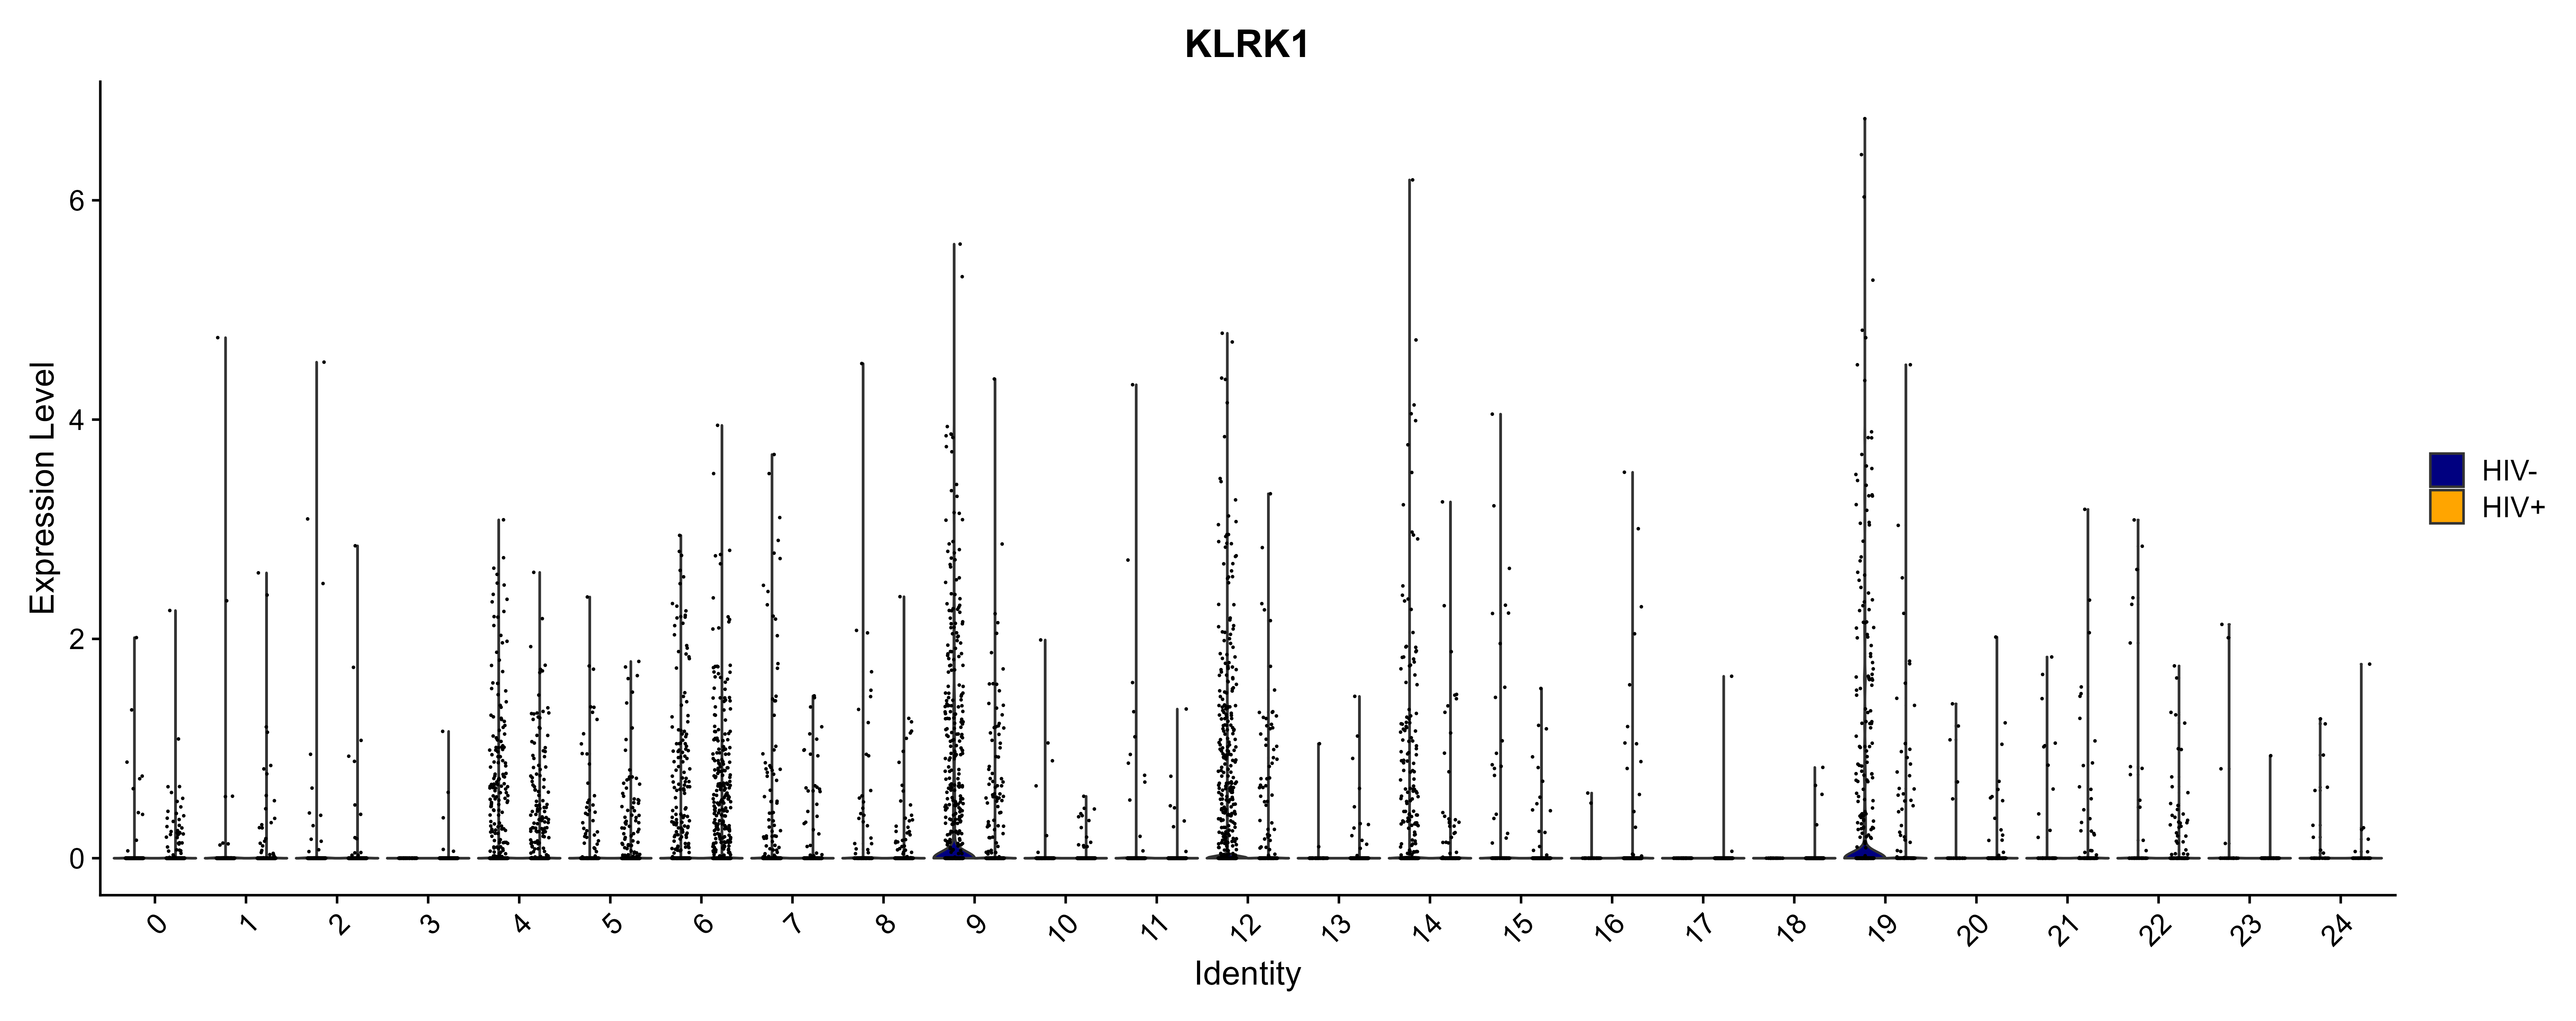 KLRK1
Expression Level
6
4
2
0
0 1 2 3 4 5 6 7 8 9 10 11 12 13 14 15 16 17 18 19 20 21 22 23 24
Identity
HIV-
HIV+